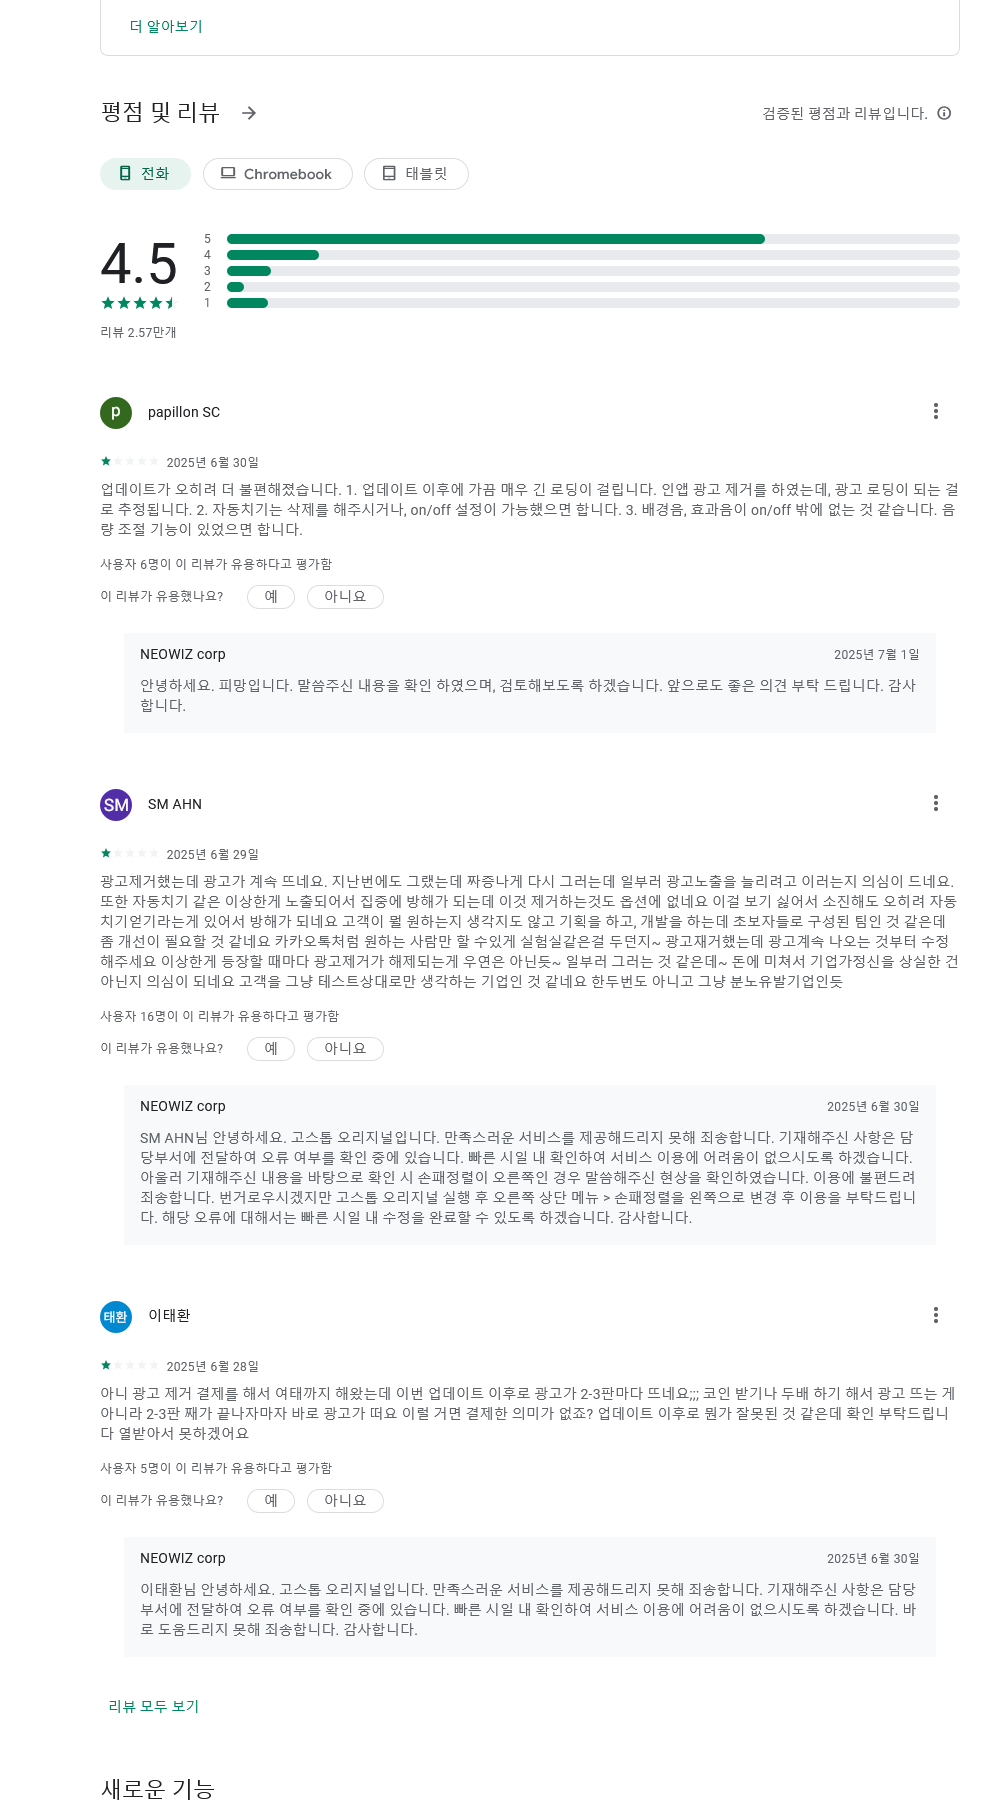 더 알아보기
평점 및 리뷰
검증된 평점과 리뷰입니다.
전화
Chromebook
태블릿
4.5
5
4
3
2
1
리뷰 2.57만개
p
papillon SC
2025년 6월 30일
업데이트가 오히려 더 불편해졌습니다. 1. 업데이트 이후에 가끔 매우 긴 로딩이 걸립니다. 인앱 광고 제거를 하였는데, 광고 로딩이 되는 걸
로 추정됩니다. 2. 자동치기는 삭제를 해주시거나, on/off 설정이 가능했으면 합니다. 3. 배경음, 효과음이 on/off 밖에 없는 것 같습니다. 음
량 조절 기능이 있었으면 합니다.
사용자 6명이 이 리뷰가 유용하다고 평가함
이 리뷰가 유용했나요?
예
아니요
NEOWIZ corp
2025년 7월 1일
안녕하세요. 피망입니다. 말씀주신 내용을 확인 하였으며, 검토해보도록 하겠습니다. 앞으로도 좋은 의견 부탁 드립니다. 감사
합니다.
SM
SM AHN
2025년 6월 29일
광고제거했는데 광고가 계속 뜨네요. 지난번에도 그랬는데 짜증나게 다시 그러는데 일부러 광고노출을 늘리려고 이러는지 의심이 드네요.
또한 자동치기 같은 이상한게 노출되어서 집중에 방해가 되는데 이것 제거하는것도 옵션에 없네요 이걸 보기 싫어서 소진해도 오히려 자동
치기얻기라는게 있어서 방해가 되네요 고객이 뭘 원하는지 생각지도 않고 기획을 하고, 개발을 하는데 초보자들로 구성된 팀인 것 같은데
좀 개선이 필요할 것 같네요 카카오톡처럼 원하는 사람만 할 수있게 실험실같은걸 두던지~ 광고재거했는데 광고계속 나오는 것부터 수정
해주세요 이상한게 등장할 때마다 광고제거가 해제되는게 우연은 아닌듯~ 일부러 그러는 것 같은데~ 돈에 미쳐서 기업가정신을 상실한 건
아닌지 의심이 되네요 고객을 그냥 테스트상대로만 생각하는 기업인 것 같네요 한두번도 아니고 그냥 분노유발기업인듯
사용자 16명이 이 리뷰가 유용하다고 평가함
이 리뷰가 유용했나요?
예
아니요
NEOWIZ corp
2025년 6월 30일
SM AHN님 안녕하세요. 고스톱 오리지널입니다. 만족스러운 서비스를 제공해드리지 못해 죄송합니다. 기재해주신 사항은 담
당부서에 전달하여 오류 여부를 확인 중에 있습니다. 빠른 시일 내 확인하여 서비스 이용에 어려움이 없으시도록 하겠습니다.
아울러 기재해주신 내용을 바탕으로 확인 시 손패정렬이 오른쪽인 경우 말씀해주신 현상을 확인하였습니다. 이용에 불편드려
죄송합니다. 번거로우시겠지만 고스톱 오리지널 실행 후 오른쪽 상단 메뉴 > 손패정렬을 왼쪽으로 변경 후 이용을 부탁드립니
다. 해당 오류에 대해서는 빠른 시일 내 수정을 완료할 수 있도록 하겠습니다. 감사합니다.
태환
이태환
2025년 6월 28일
아니 광고 제거 결제를 해서 여태까지 해왔는데 이번 업데이트 이후로 광고가 2-3판마다 뜨네요;;; 코인 받기나 두배 하기 해서 광고 뜨는 게
아니라 2-3판 째가 끝나자마자 바로 광고가 떠요 이럴 거면 결제한 의미가 없죠? 업데이트 이후로 뭔가 잘못된 것 같은데 확인 부탁드립니
다 열받아서 못하겠어요
사용자 5명이 이 리뷰가 유용하다고 평가함
이 리뷰가 유용했나요?
예
아니요
NEOWIZ corp
2025년 6월 30일
이태환님 안녕하세요. 고스톱 오리지널입니다. 만족스러운 서비스를 제공해드리지 못해 죄송합니다. 기재해주신 사항은 담당
부서에 전달하여 오류 여부를 확인 중에 있습니다. 빠른 시일 내 확인하여 서비스 이용에 어려움이 없으시도록 하겠습니다. 바
로 도움드리지 못해 죄송합니다. 감사합니다.
리뷰 모두 보기
새로운 기능